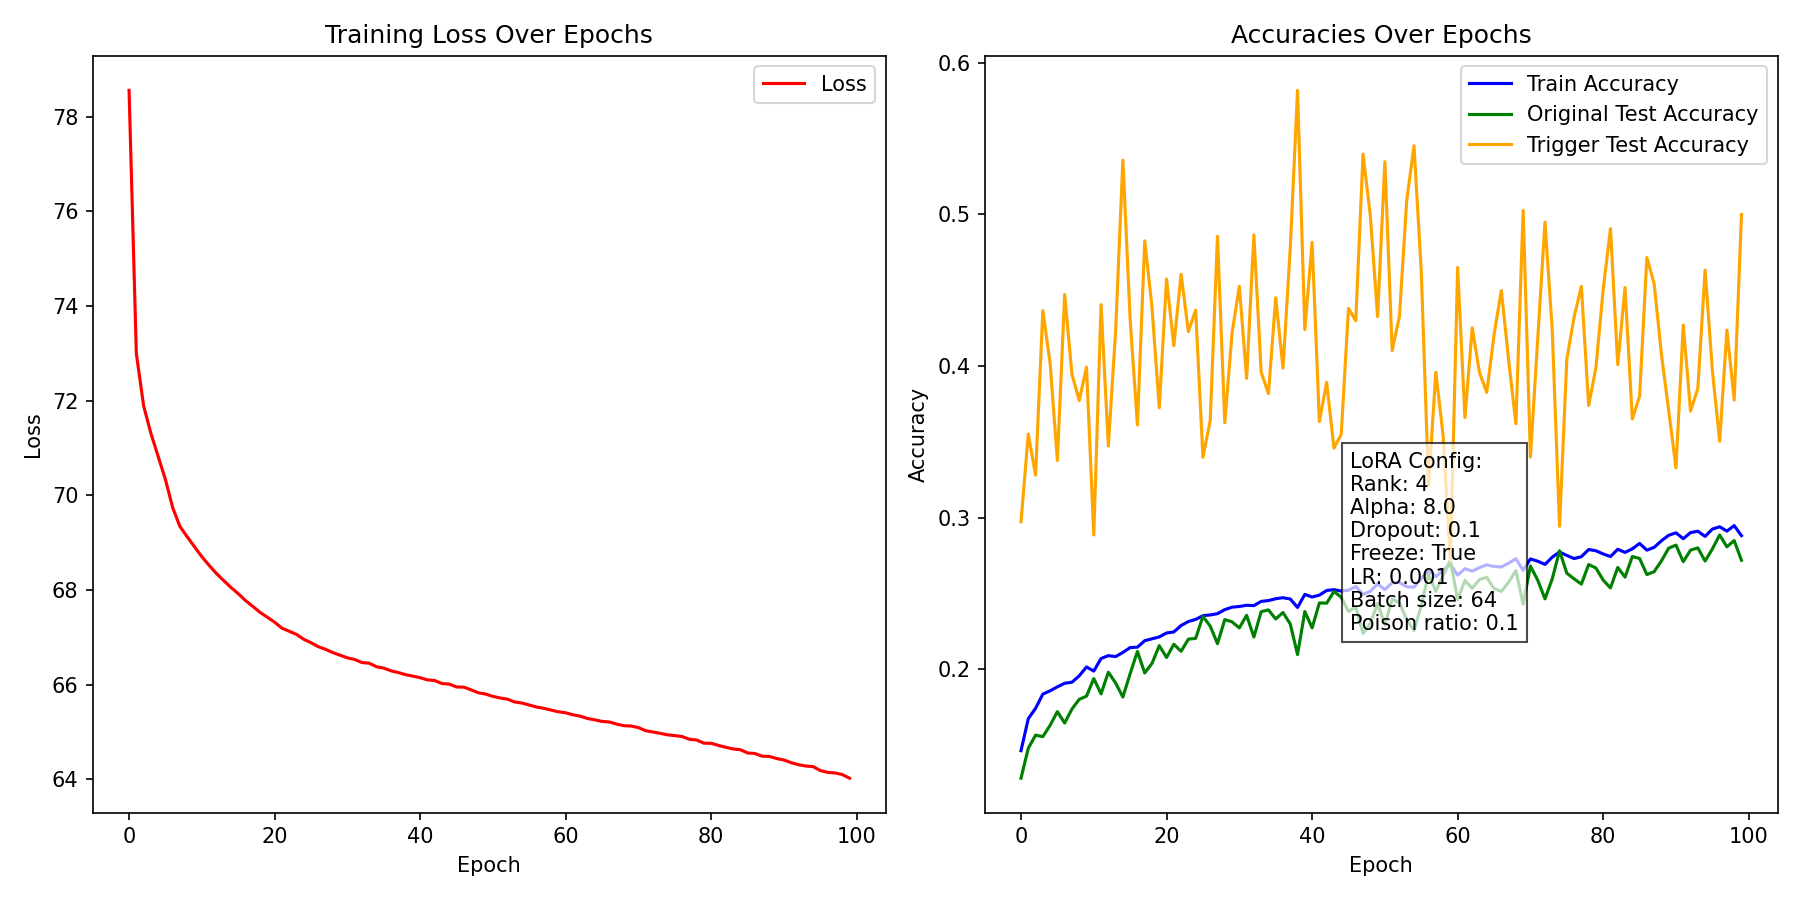 Training Loss Over Epochs
Loss
78
76
74
72
70
68
66
64
Loss
0 20 40 60 80 100
Epoch
Accuracies Over Epochs
Train Accuracy
Original Test Accuracy
Trigger Test Accuracy
0.6
0.5
0.4
0.3
0.2
Accuracy
LoRA Config:
Rank: 4
Alpha: 8.0
Dropout: 0.1
Freeze: True
LR: 0.001
Batch size: 64
Poison ratio: 0.1
0 20 40 60 80 100
Epoch